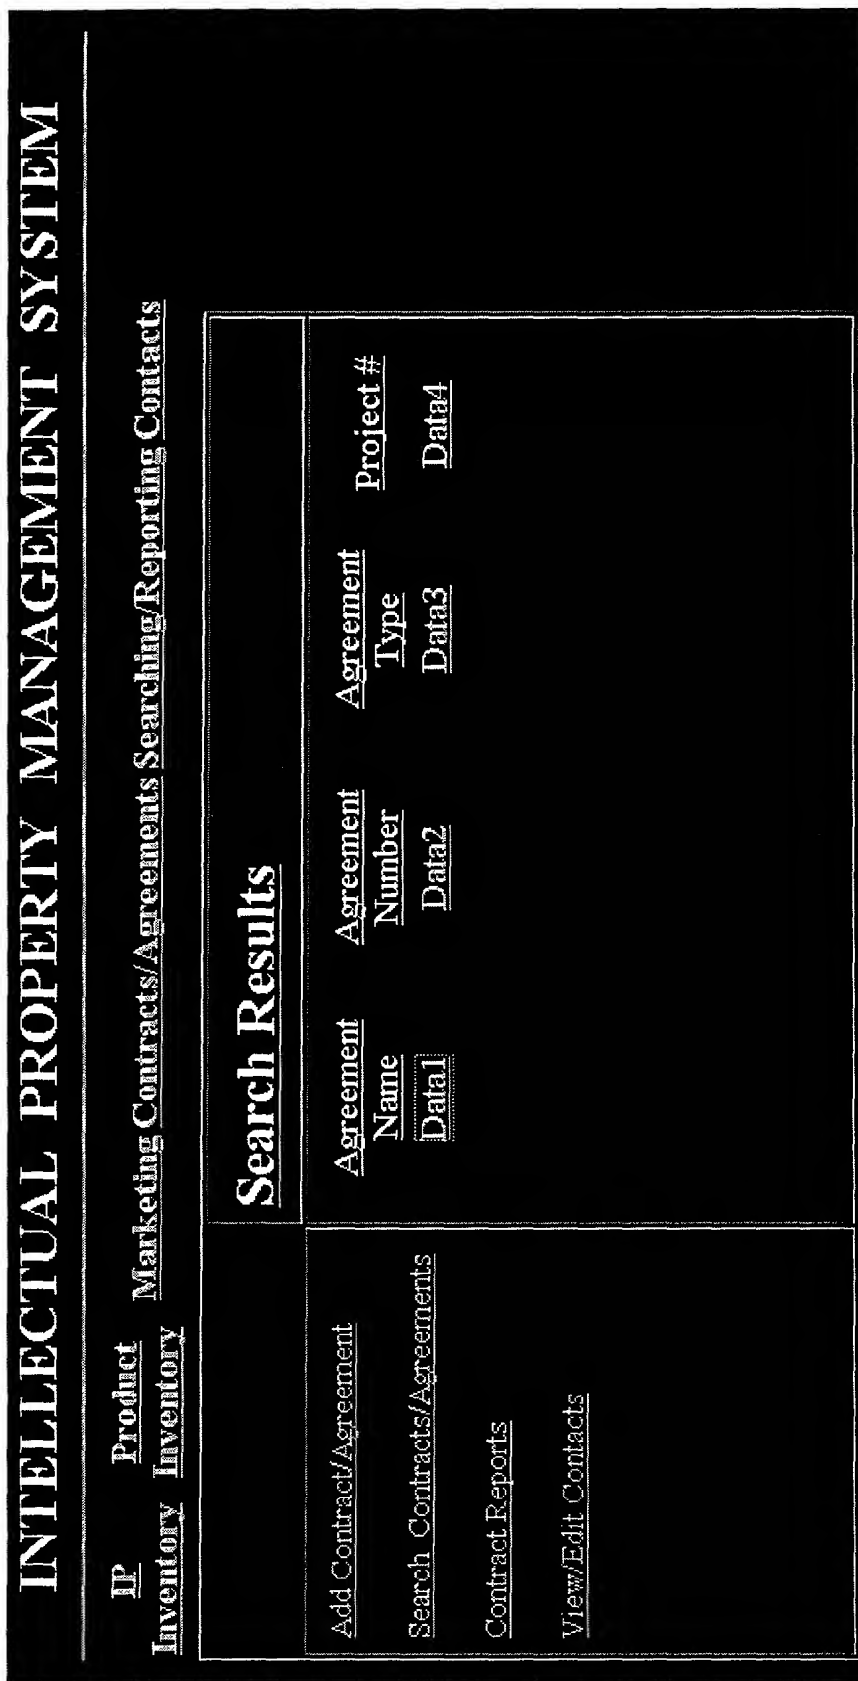 INTELLECTUAL PROPERTY MANAGEMENT SYSTEM
IP Product
Inventory Inventory Marketing Contracts/Agreements Searching/Reporting Contacts
Search Results
Add Contract/Agreement
Search Contracts/Agreements
Contract Reports
View/Edit Contacts
Agreement Agreement Agreement
Name Number Type Project #
Data1 Data2 Data3 Data4